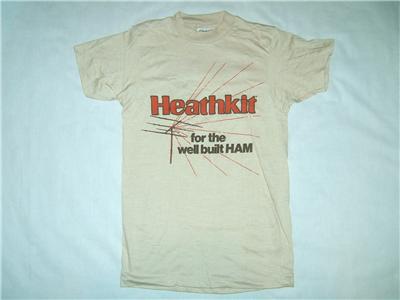 Heathkit
for the
well built HAM